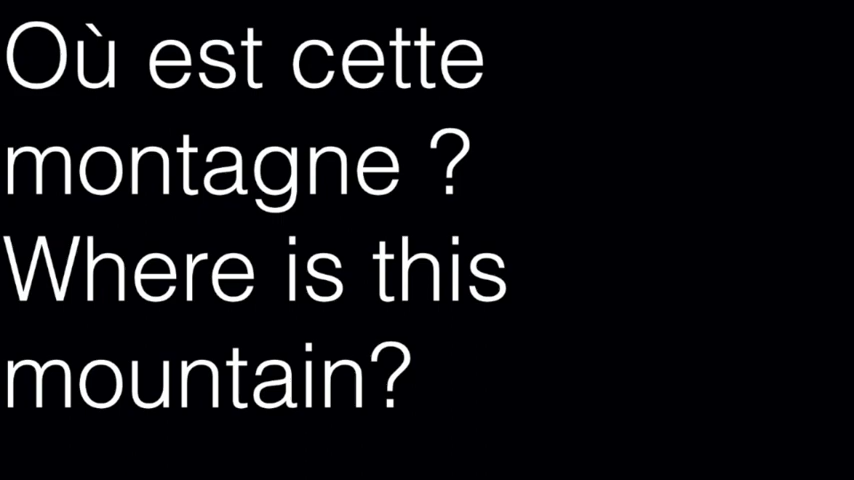 Où est cette
montagne ?
Where is this
mountain?